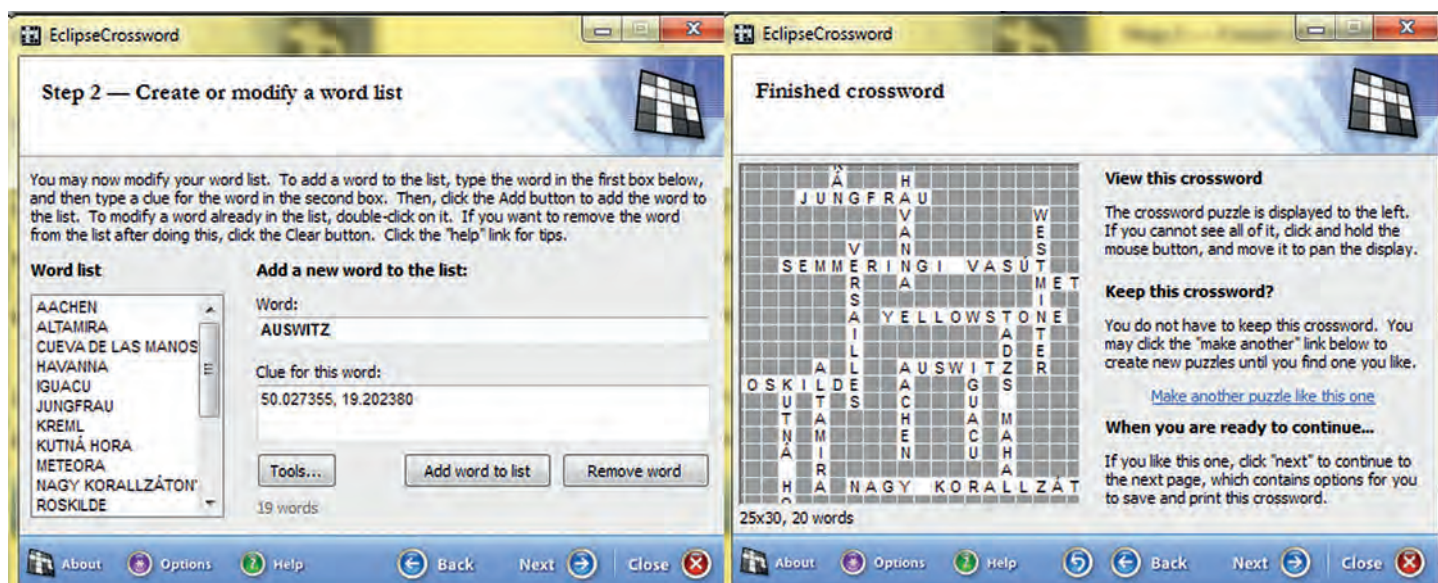 EclipseCrossword
Step 2 — Create or modify a word list
You may now modify your word list. To add a word to the list, type the word in the first box below,
and then type a clue for the word in the second box. Then, click the Add button to add the word to
the list. To modify a word already in the list, double-click on it. If you want to remove the word
from the list after doing this, click the Clear button. Click the "help" link for tips.
Word list
AACHEN
ALTAMIRA
CUEVA DE LAS MANOS
HAVANNA
IGUACU
JUNGFRAU
KREML
KUTNÁ HORA
METEORA
NAGY KORALLZÁTON
ROSKILDE
Add a new word to the list:
Word:
AUSWITZ
Clue for this word:
50.027355, 19.202380
Tools...
Add word to list
Remove word
19 words
About
Options
Help
Back
Next
Close
EclipseCrossword
Finished crossword
JUNGFRAU
HAVANNA
WESTMINSTER
VERSAILLES
SEMMERINGI VASÚT
MET
YELLOWSTONE
TADZS MAHA
ALTAMIRA
AUSWITZ
AACHEN
IGUACU
OSKILDE
KUTNÁ HO
NAGY KORALLZÁT
25x30, 20 words
View this crossword
The crossword puzzle is displayed to the left.
If you cannot see all of it, click and hold the
mouse button, and move it to pan the display.
Keep this crossword?
You do not have to keep this crossword. You
may click the "make another" link below to
create new puzzles until you find one you like.
Make another puzzle like this one
When you are ready to continue...
If you like this one, click "next" to continue to
the next page, which contains options for you
to save and print this crossword.
About
Options
Help
Back
Next
Close